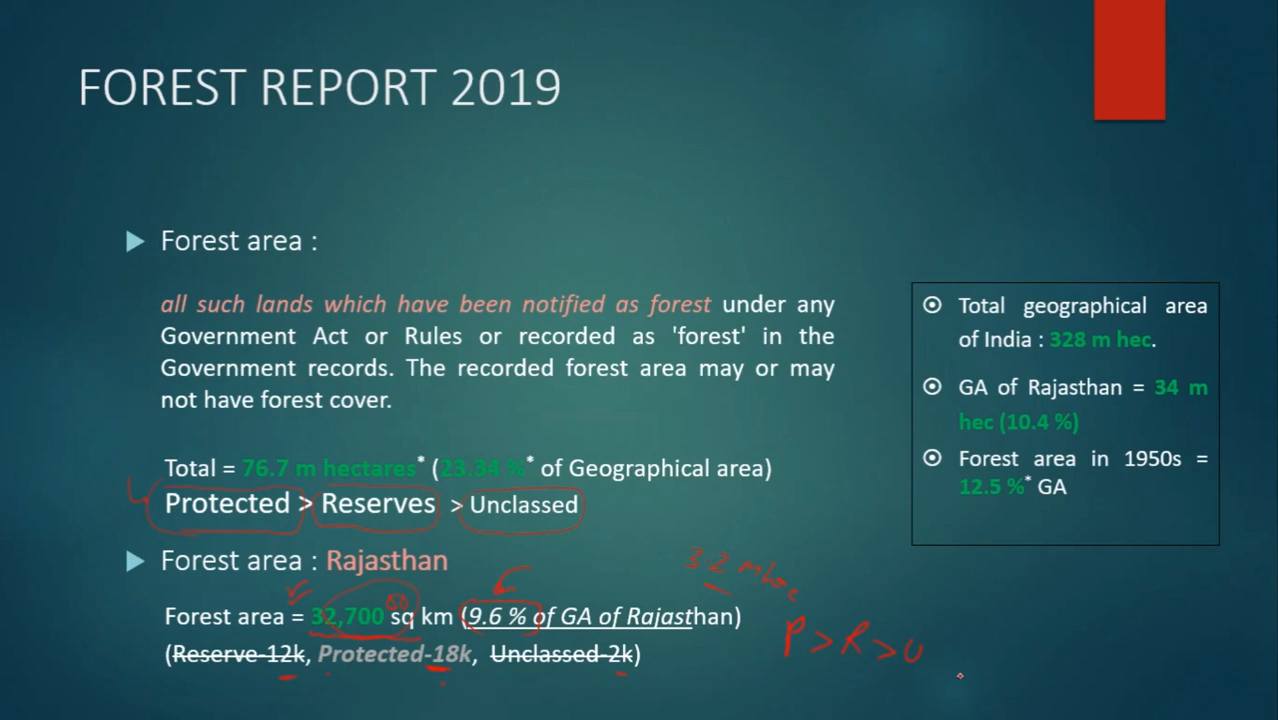 FOREST REPORT 2019
Forest area :
all such lands which have been notified as forest under any
Government Act or Rules or recorded as 'forest' in the
Government records. The recorded forest area may or may
not have forest cover.
Total = 76.7 m hectares* (23.34 %* of Geographical area)
Protected > Reserves > Unclassed
Forest area : Rajasthan
Forest area = 32,700 sq km (9.6 % of GA of Rajasthan)
(Reserve-12k, Protected-18k, Unclassed-2k)
Total geographical area
of India : 328 m hec.
GA of Rajasthan = 34 m
hec (10.4 %)
Forest area in 1950s =
12.5 %* GA
3.2 mhec
P > R > U